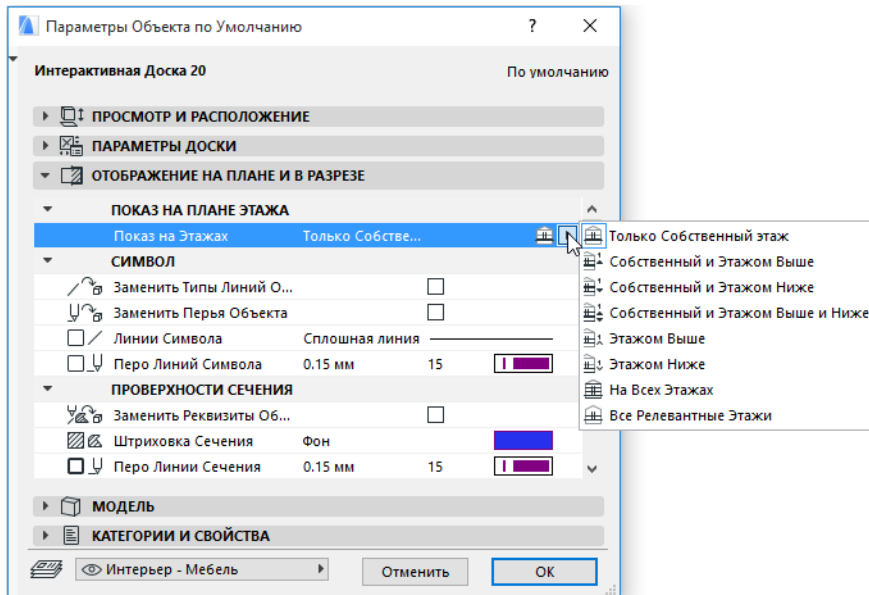 Параметры Объекта по Умолчанию ? ×
Интерактивная Доска 20 По умолчанию
ПРОСМОТР И РАСПОЛОЖЕНИЕ
ПАРАМЕТРЫ ДОСКИ
ОТОБРАЖЕНИЕ НА ПЛАНЕ И В РАЗРЕЗЕ
ПОКАЗ НА ПЛАНЕ ЭТАЖА
Показ на Этажах Только Собстве...
СИМВОЛ
Заменить Типы Линий О...
Заменить Перья Объекта
Линии Символа Сплошная линия
Перо Линий Символа 0.15 мм 15
ПРОВЕРХНОСТИ СЕЧЕНИЯ
Заменить Реквизиты Об...
Штриховка Сечения Фон
Перо Линии Сечения 0.15 мм 15
МОДЕЛЬ
КАТЕГОРИИ И СВОЙСТВА
Интерьер - Мебель Отменить ОК
Только Собственный этаж
Собственный и Этажом Выше
Собственный и Этажом Ниже
Собственный и Этажом Выше и Ниже
Этажом Выше
Этажом Ниже
На Всех Этажах
Все Релевантные Этажи